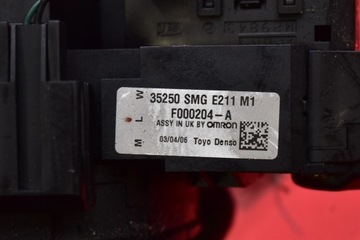 35250 SMG E211 M1
F000204-A
ASSY IN UK BY OMRON
03/04/06 Toyo Denso
M L W